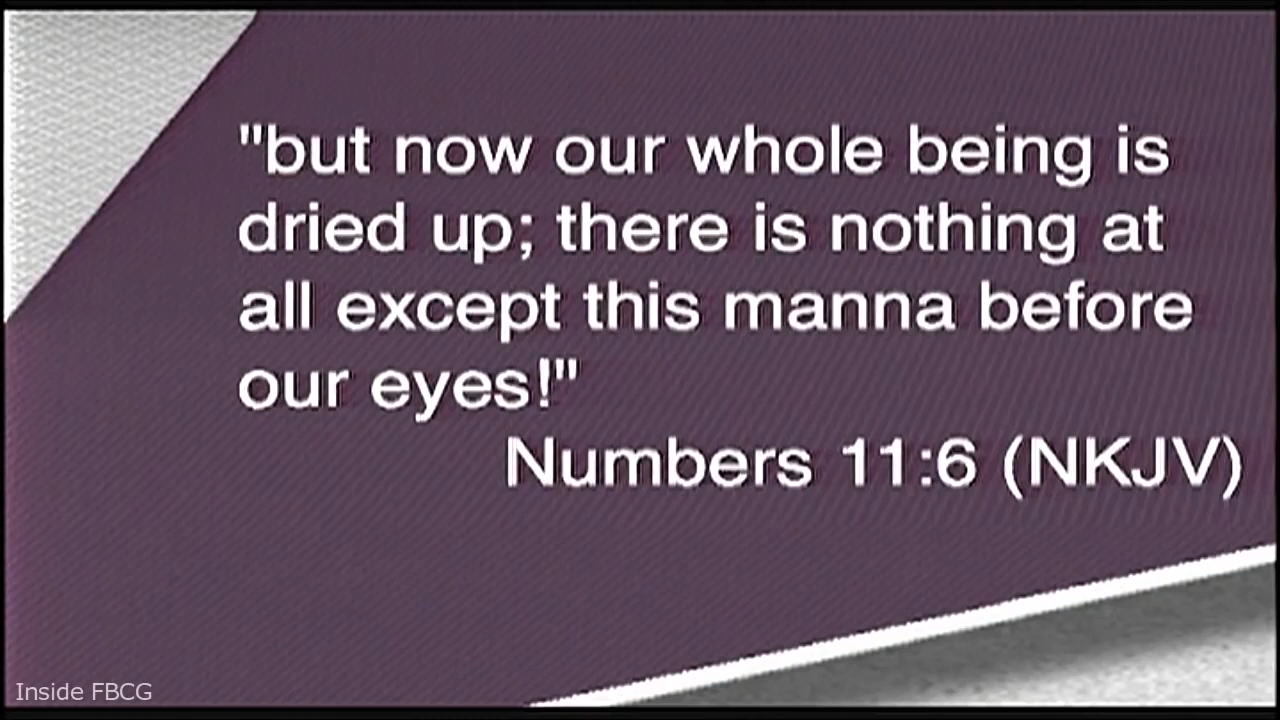 "but now our whole being is
dried up; there is nothing at
all except this manna before
our eyes!"
Numbers 11:6 (NKJV)
Inside FBCG